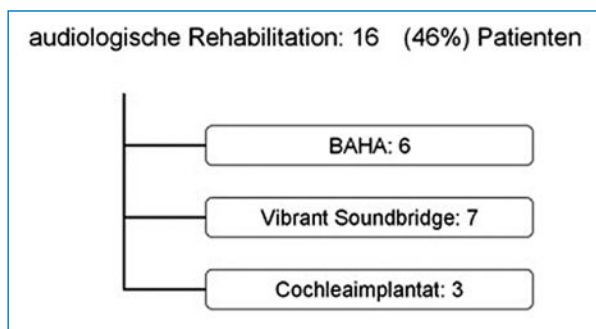 audiologische Rehabilitation: 16 (46%) Patienten
BAHA: 6
Vibrant Soundbridge: 7
Cochleaimplantat: 3